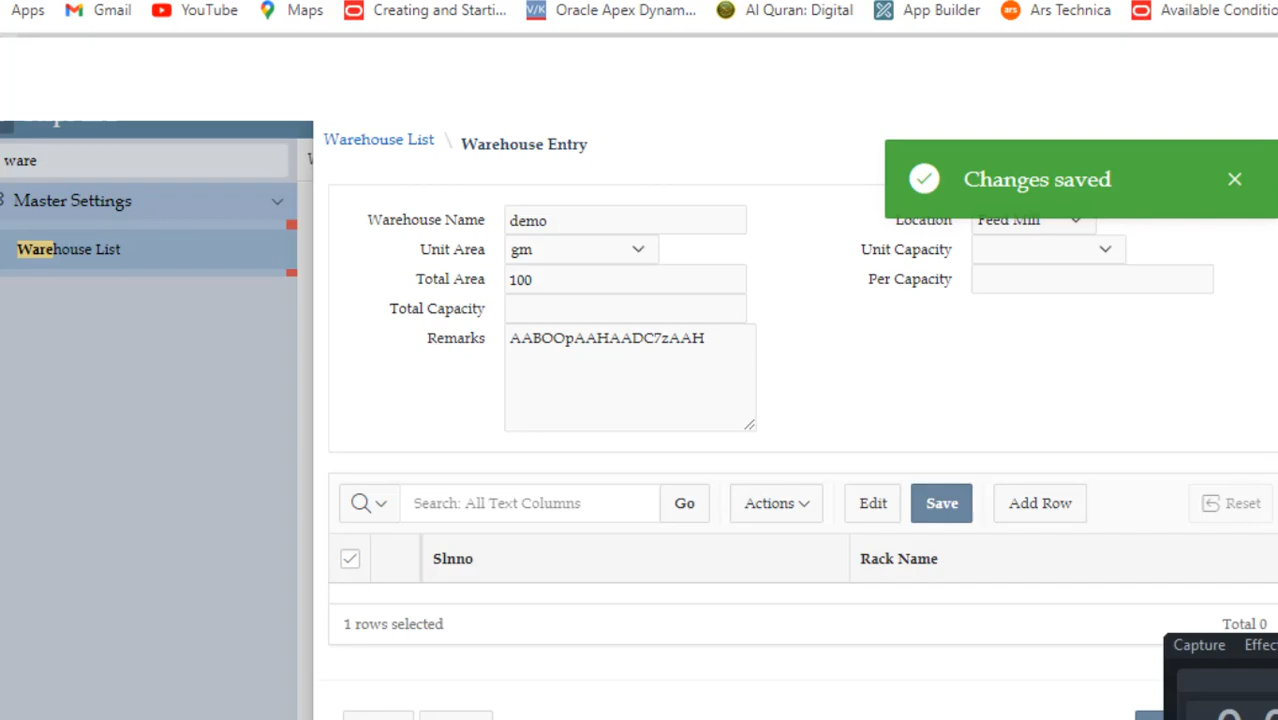 Apps Gmail YouTube Maps Creating and Starti... Oracle Apex Dynam... Al Quran: Digital App Builder Ars Technica Available Conditio
Warehouse List \ Warehouse Entry
ware
Changes saved
Master Settings
Warehouse Name demo Location Feed Mill
Warehouse List
Unit Area gm Unit Capacity
Total Area 100 Per Capacity
Total Capacity
Remarks AABOOpAAHAADC7zAAH
Search: All Text Columns Go Actions Edit Save Add Row Reset
Slnno Rack Name
1 rows selected Total 0
Capture Effec